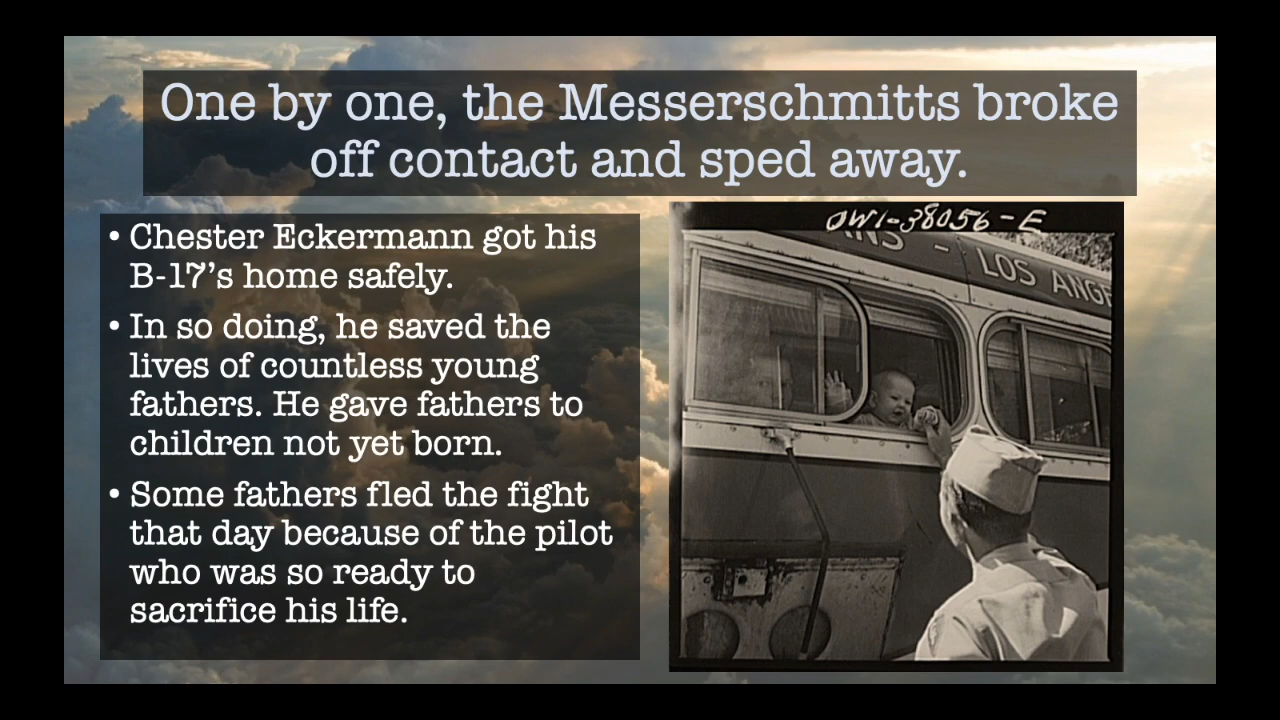 One by one, the Messerschmitts broke
off contact and sped away.
• Chester Eckermann got his
B-17’s home safely.
• In so doing, he saved the
lives of countless young
fathers. He gave fathers to
children not yet born.
• Some fathers fled the fight
that day because of the pilot
who was so ready to
sacrifice his life.
OWI-38056-E
ANS - LOS ANGE